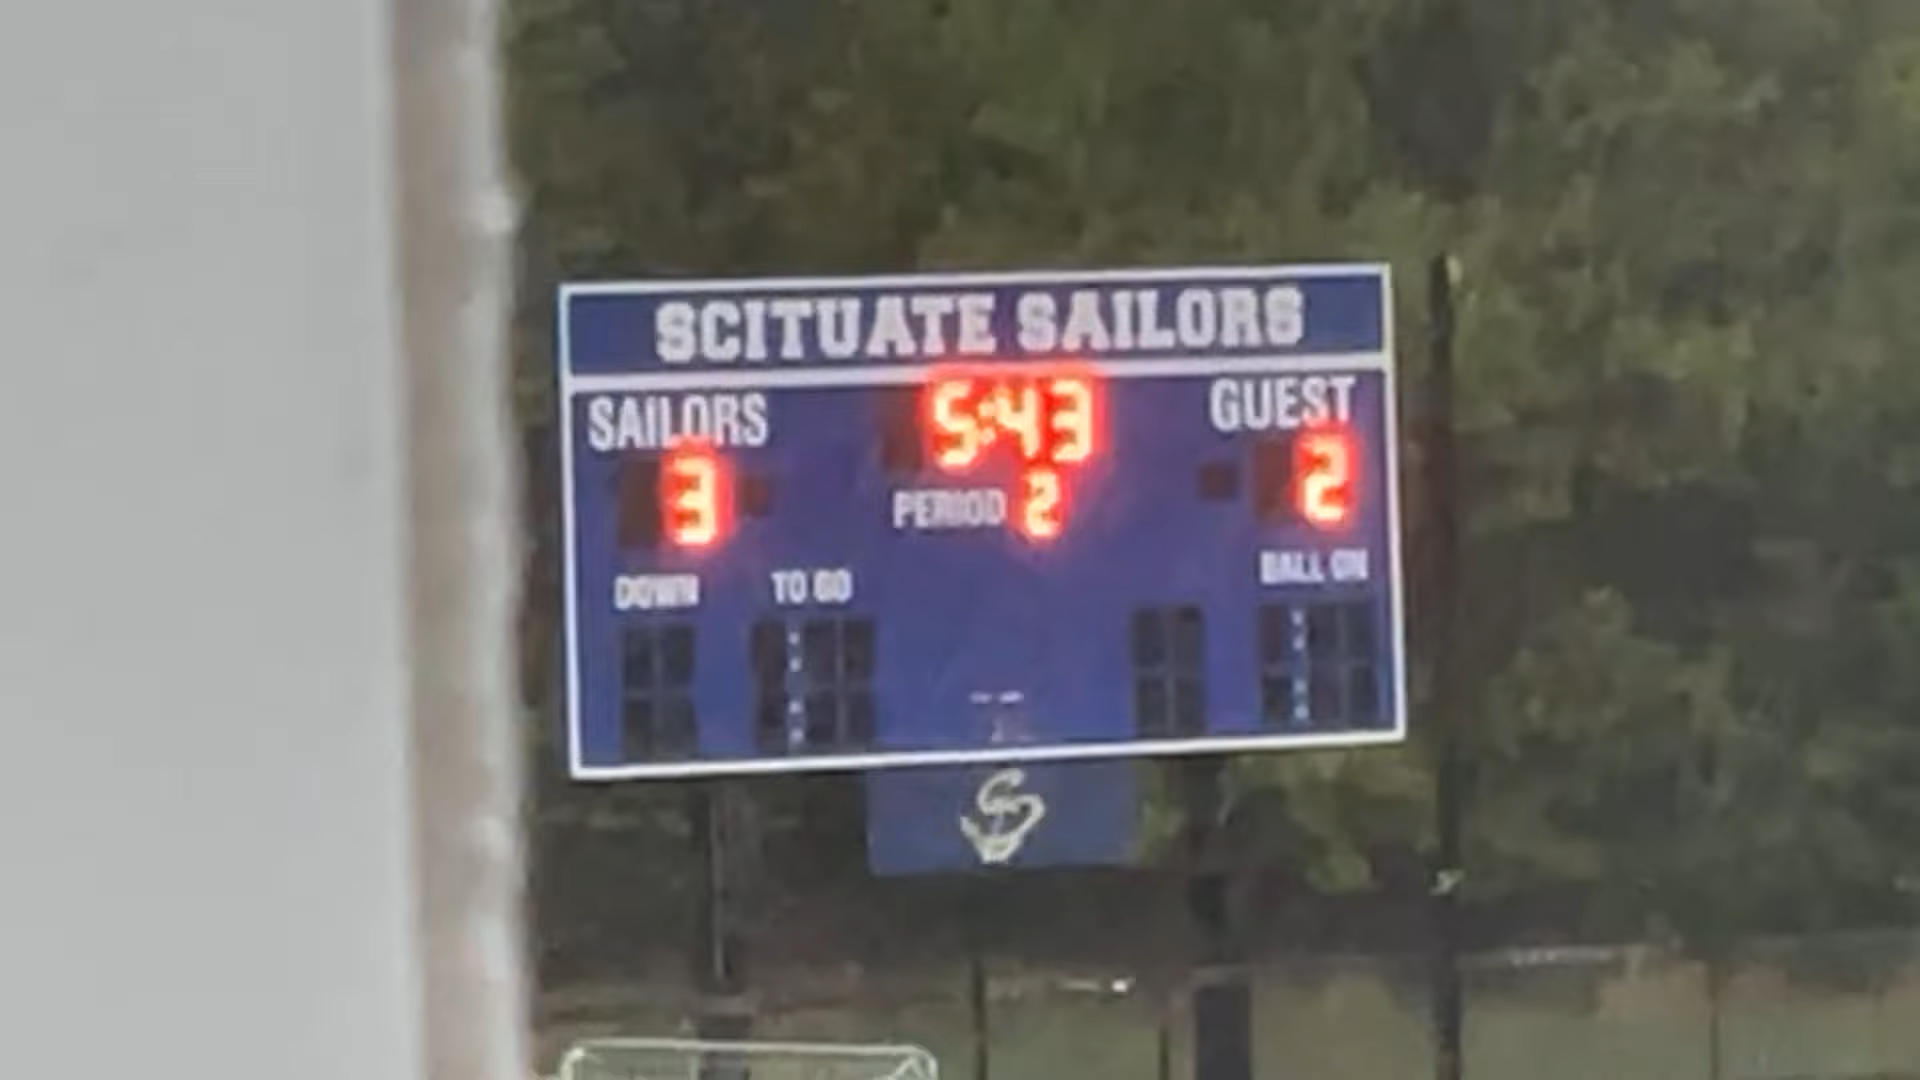 SCITUATE SAILORS
SAILORS 5:43 GUEST
3 PERIOD 2 2
DOWN TO GO BALL ON
S